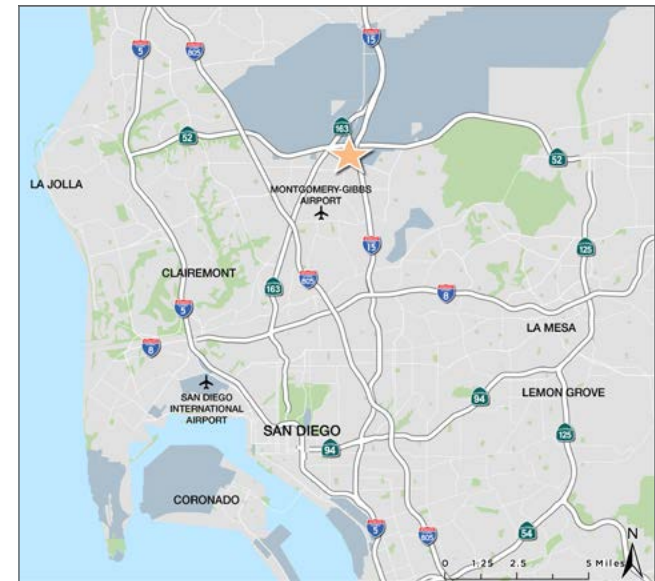 15
5
805
163
52
52
LA JOLLA
MONTGOMERY-GIBBS
AIRPORT
15
125
CLAIREMONT
805
163
8
5
LA MESA
8
SAN DIEGO
INTERNATIONAL
AIRPORT
94
LEMON GROVE
SAN DIEGO
125
94
CORONADO
5
805
54
N
0 1.25 2.5 5 Miles